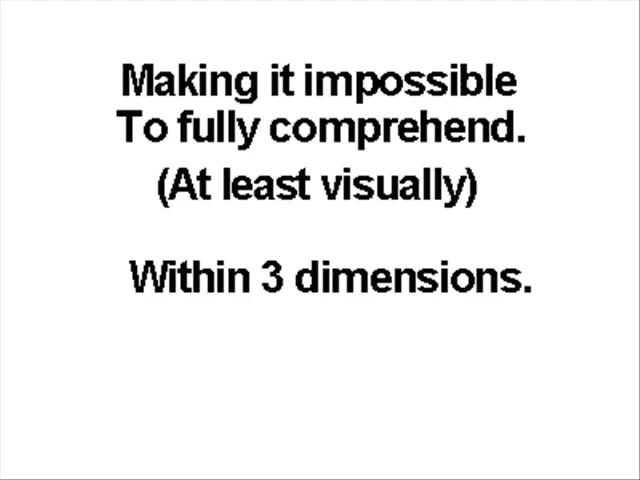 Making it impossible
To fully comprehend.
(At least visually)
Within 3 dimensions.